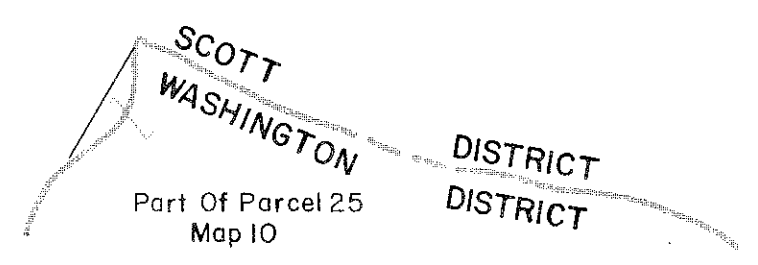 SCOTT DISTRICT
WASHINGTON DISTRICT
Part Of Parcel 25
Map 10